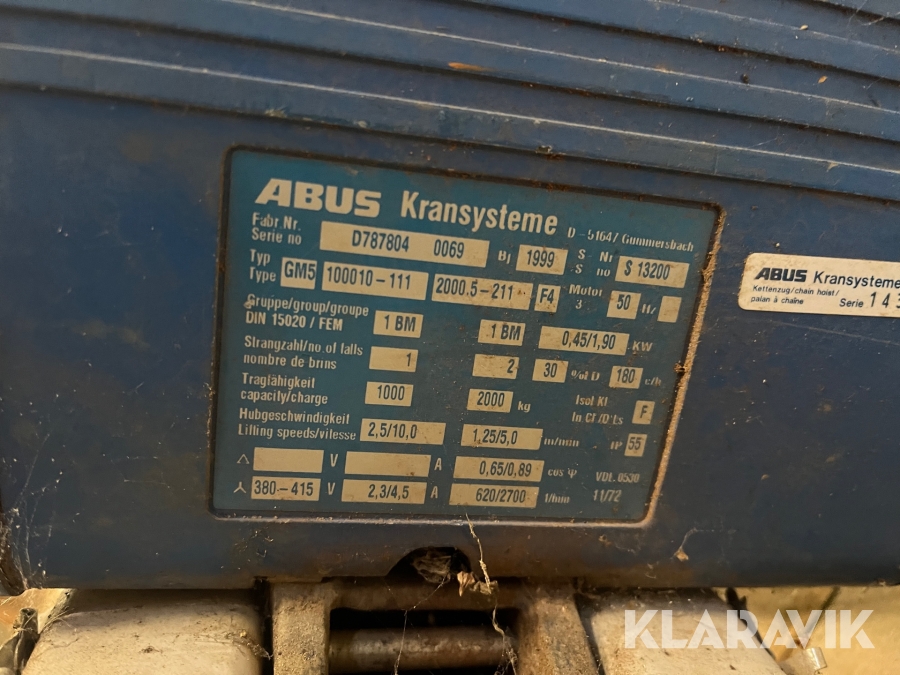 ABUS Kransysteme D-5164/ Gummersbach
Fabr.Nr. Serie no D787804 0069 Bj 1999 S Nr S no S 13200
Typ Type GM5 100010-111 2000.5-211 F4 Motor 3 50 Hz
Gruppe/group/groupe DIN 15020 / FEM 1 BM 1 BM 0,45/1,90 KW
Strangzahl/no.of falls nombre de brins 1 2 30 %ED 180 c/h
Tragfähigkeit capacity/charge 1000 2000 kg Isol Kl F
Hubgeschwindigkeit Lifting speeds/vitesse 2,5/10,0 1,25/5,0 m/min IP 55
V A 0,65/0,89 cos φ VDE 0530
380-415 V 2,3/4,5 A 620/2700 1/min 11/72
ABUS Kransysteme
Kettenzug/chain hoist/
palan à chaîne Serie 143
KLARAVIK